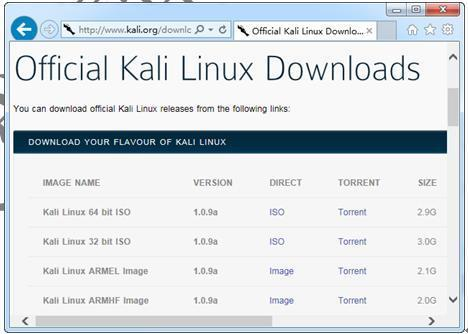 http://www.kali.org/downlc
Official Kali Linux Downlo...
Official Kali Linux Downloads
You can download official Kali Linux releases from the following links:
DOWNLOAD YOUR FLAVOUR OF KALI LINUX
IMAGE NAME VERSION DIRECT TORRENT SIZE
Kali Linux 64 bit ISO 1.0.9a ISO Torrent 2.9G
Kali Linux 32 bit ISO 1.0.9a ISO Torrent 3.0G
Kali Linux ARMEL Image 1.0.9a Image Torrent 2.1G
Kali Linux ARMHF Image 1.0.9a Image Torrent 2.0G